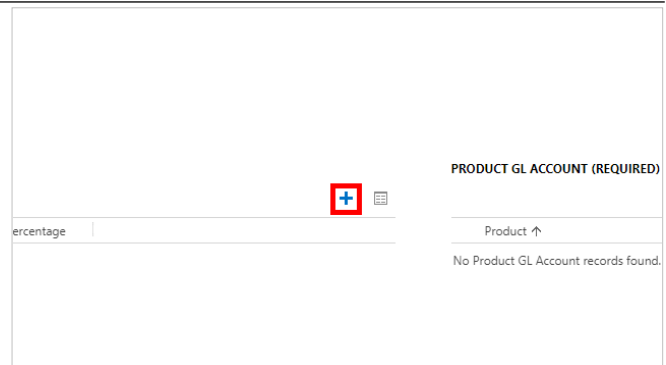 PRODUCT GL ACCOUNT (REQUIRED)
ercentage
Product ↑
No Product GL Account records found.